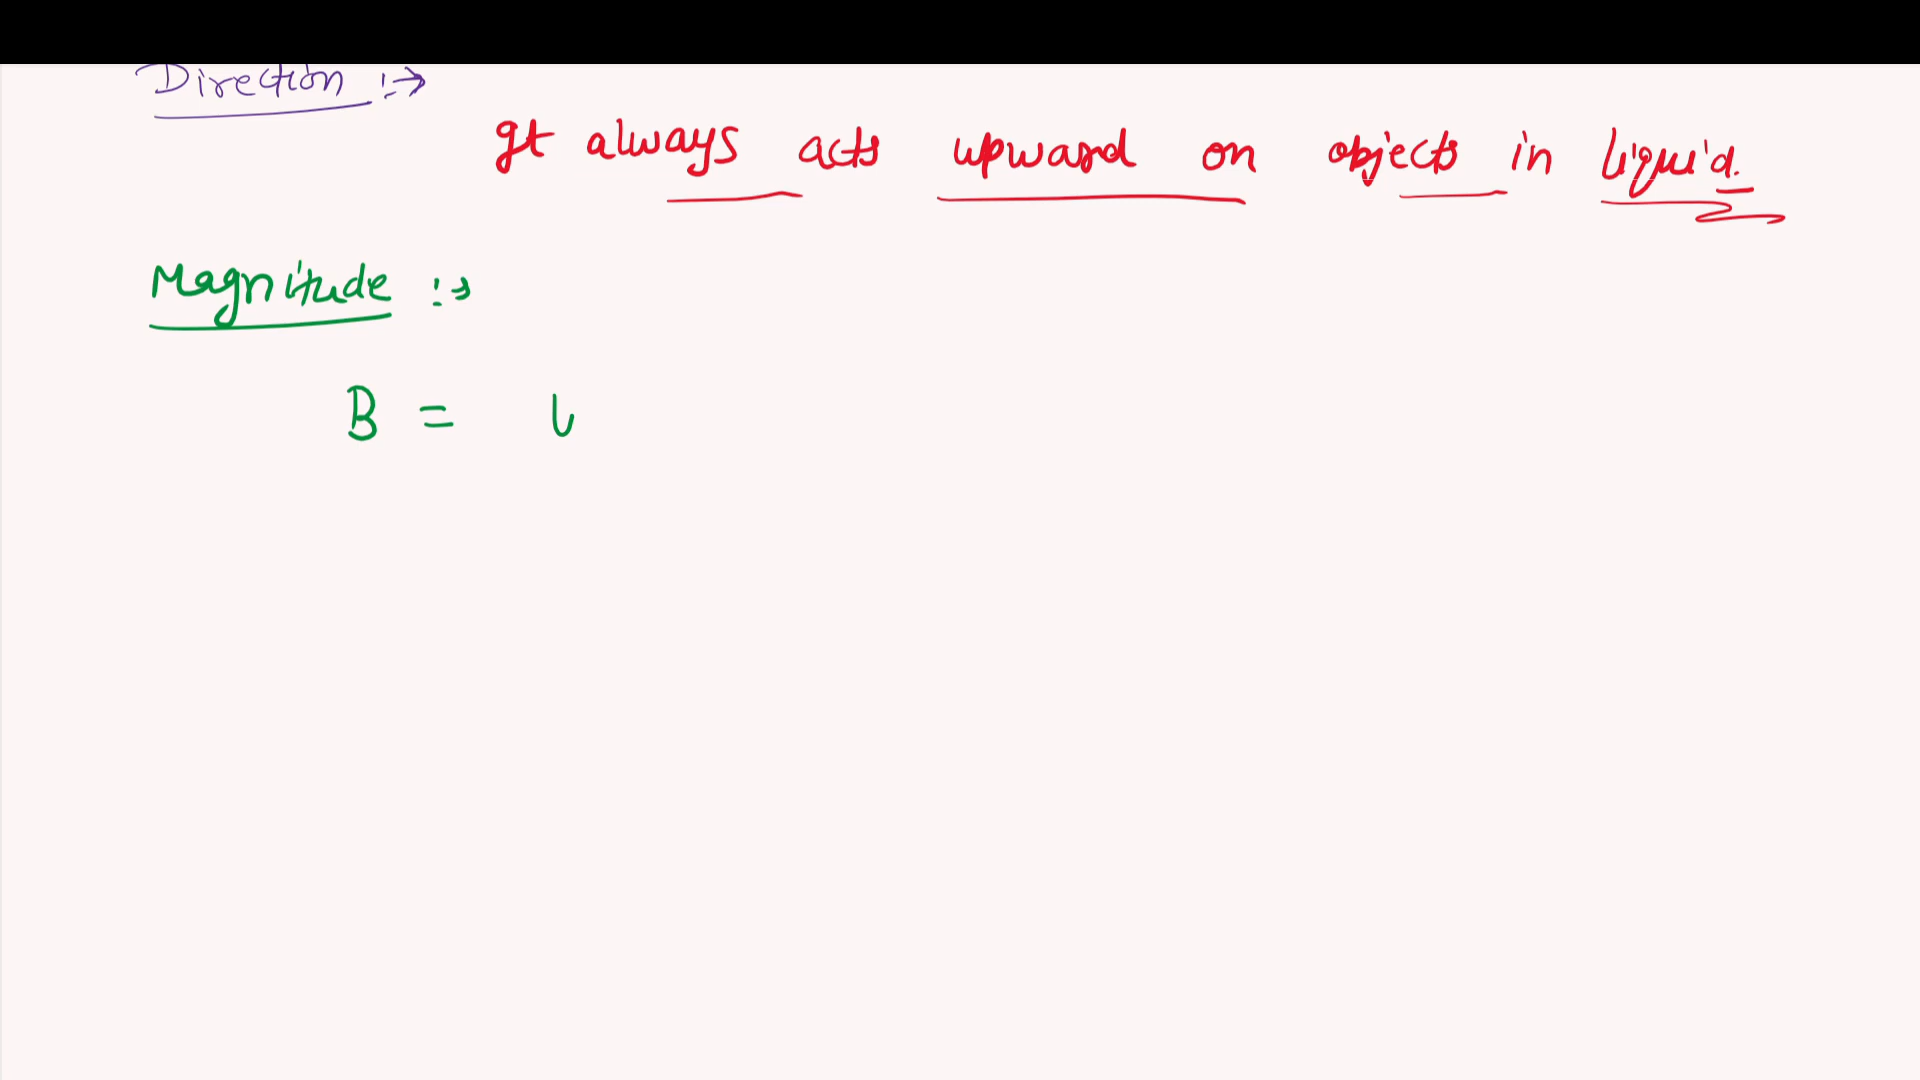 Direction :→
It always acts upward on objects in liquid.
Magnitude :→
B =